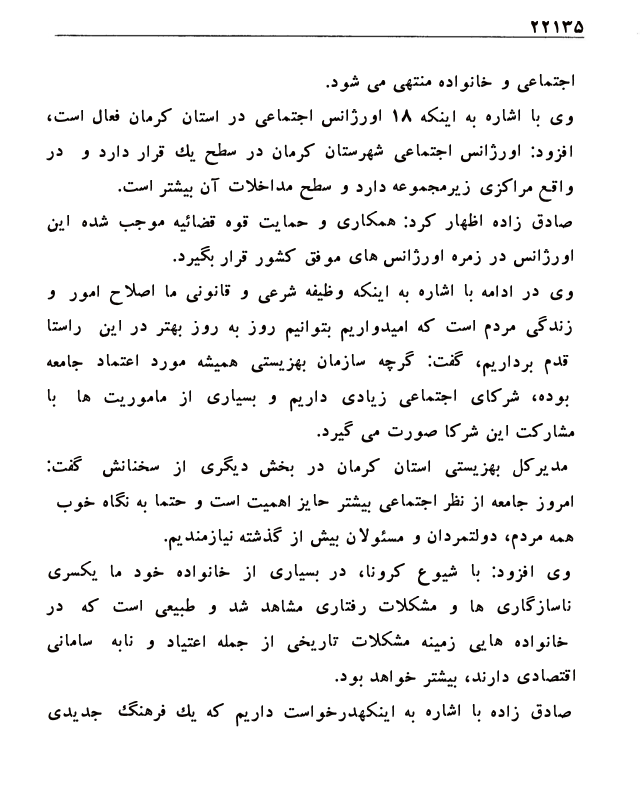 ۲۲۱۳۵
اجتماعی و خانواده منتهی می شود.
وی با اشاره به اینکه ۱۸ اورژانس اجتماعی در استان کرمان فعال است،
افزود: اورژانس اجتماعی شهرستان کرمان در سطح یك قرار دارد و در
واقع مراکزی زیرمجموعه دارد و سطح مداخلات آن بیشتر است.
صادق زاده اظهار کرد: همکاری و حمایت قوه قضائیه موجب شده این
اورژانس در زمره اورژانس های موفق کشور قرار بگیرد.
وی در ادامه با اشاره به اینکه وظیفه شرعی و قانونی ما اصلاح امور و
زندگی مردم است که امیدواریم بتوانیم روز به روز بهتر در این راستا
قدم برداریم، گفت: گرچه سازمان بهزیستی همیشه مورد اعتماد جامعه
بوده، شرکای اجتماعی زیادی داریم و بسیاری از ماموریت ها با
مشارکت این شرکا صورت می گیرد.
مدیرکل بهزیستی استان کرمان در بخش دیگری از سخنانش گفت:
امروز جامعه از نظر اجتماعی بیشتر حایز اهمیت است و حتما به نگاه خوب
همه مردم، دولتمردان و مسئولان بیش از گذشته نیازمندیم.
وی افزود: با شیوع کرونا، در بسیاری از خانواده خود ما یکسری
ناسازگاری ها و مشکلات رفتاری مشاهد شد و طبیعی است که در
خانواده هایی زمینه مشکلات تاریخی از جمله اعتیاد و نابه سامانی
اقتصادی دارند، بیشتر خواهد بود.
صادق زاده با اشاره به اینکهدرخواست داریم که یك فرهنگ جدیدی